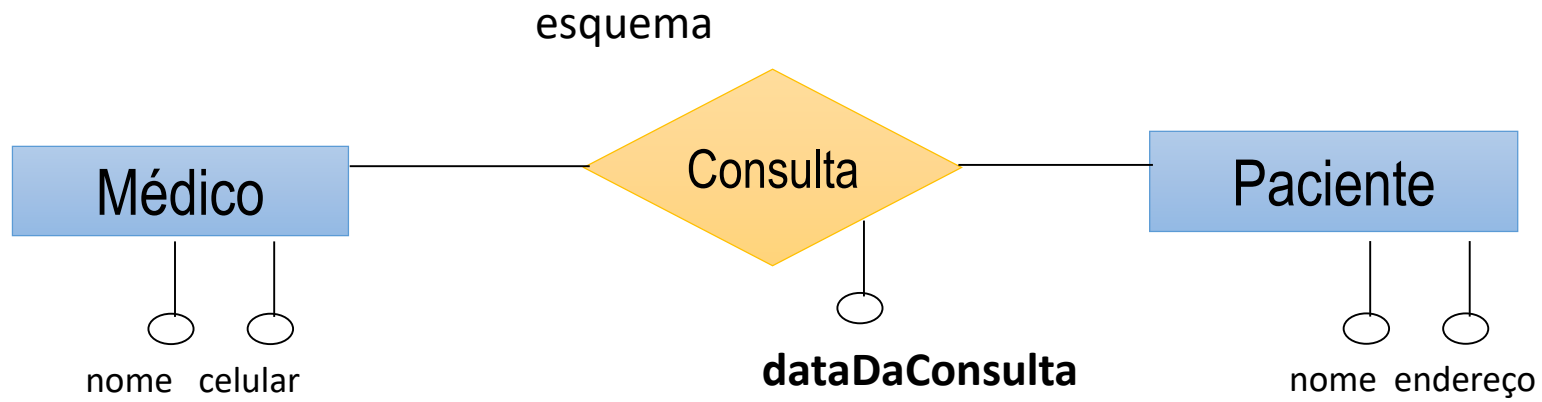 esquema
Médico
Consulta
Paciente
nome celular
dataDaConsulta
nome endereço